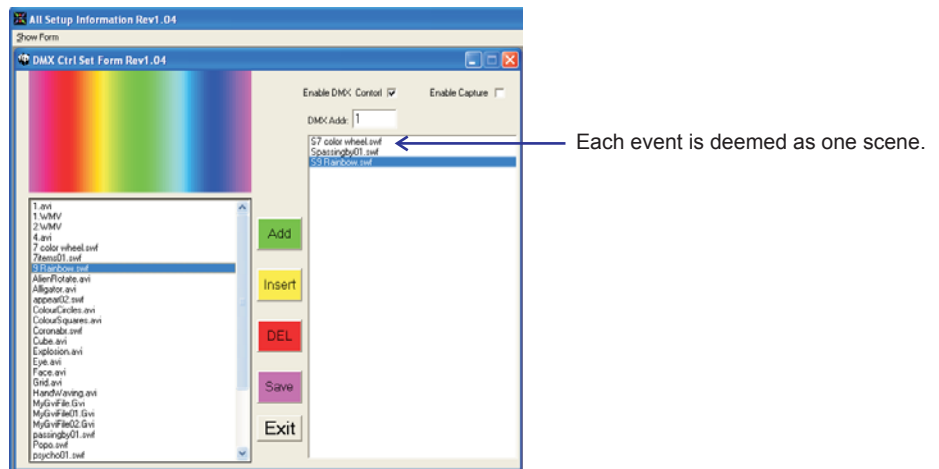 All Setup Information Rev1.04
Show Form
DMX Ctrl Set Form Rev1.04
Enable DMX Contorl
Enable Capture
DMX Addr: 1
S7 color wheel.swf
Spassingby01.swf
S9 Rainbow.swf
Each event is deemed as one scene.
1.avi
1.WMV
2.WMV
4.avi
7 color wheel.swf
7items01.swf
9 Rainbow.swf
AlienRotate.avi
Alligator.avi
appear02.swf
ColourCircles.avi
ColourSquares.avi
Coronabr.swf
Cube.avi
Explosion.avi
Eye.avi
Face.avi
Grid.avi
HandWaving.avi
MyGviFile.Gvi
MyGviFile01.Gvi
MyGviFile02.Gvi
passingby01.swf
Popo.swf
psycho01.swf
Add
Insert
DEL
Save
Exit